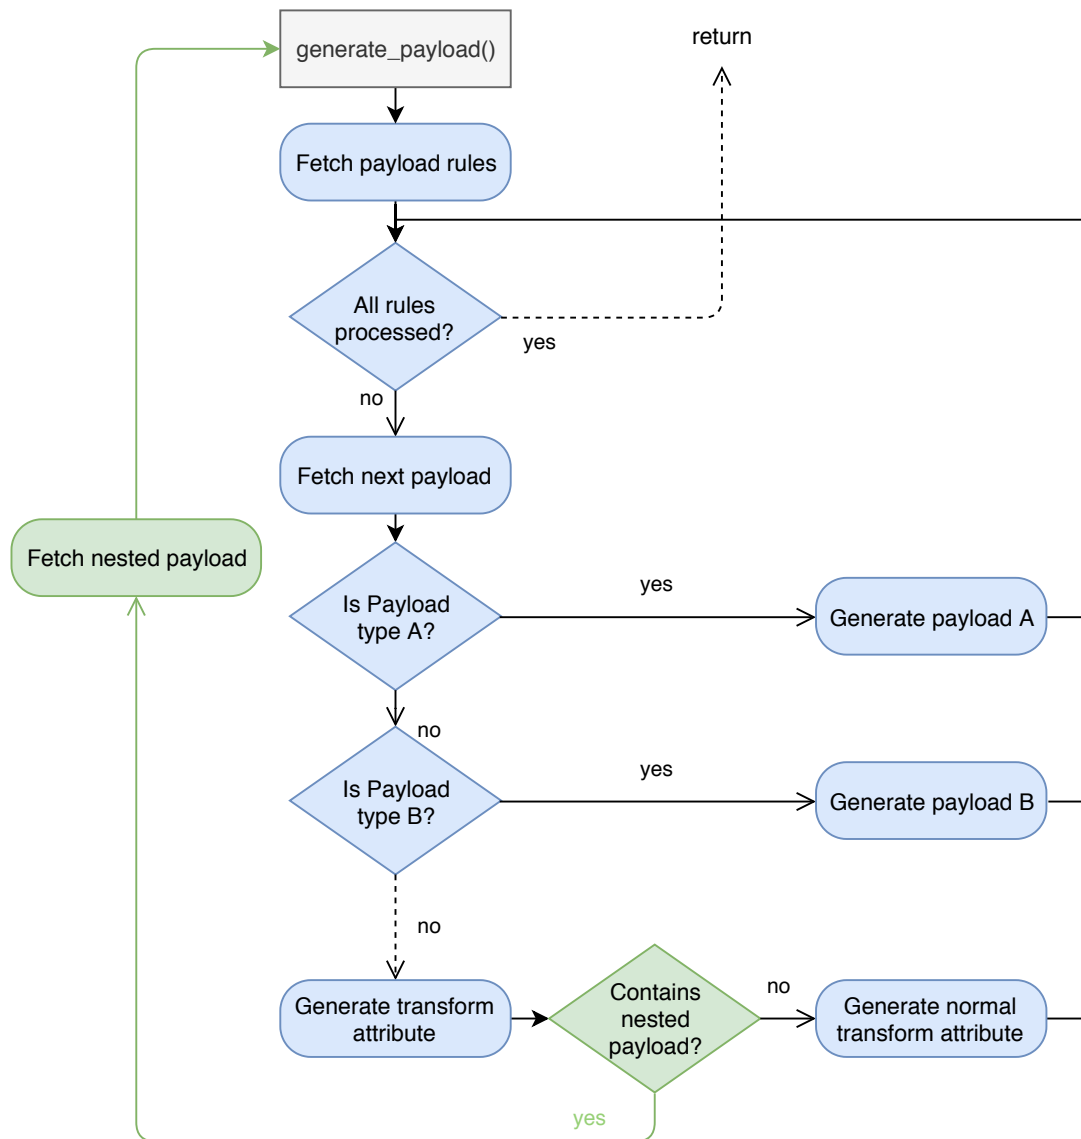 generate_payload()
return
Fetch payload rules
All rules
processed?
yes
no
Fetch next payload
Fetch nested payload
Is Payload
type A?
yes
Generate payload A
no
Is Payload
type B?
yes
Generate payload B
no
Generate transform
attribute
Contains
nested
payload?
no
Generate normal
transform attribute
yes